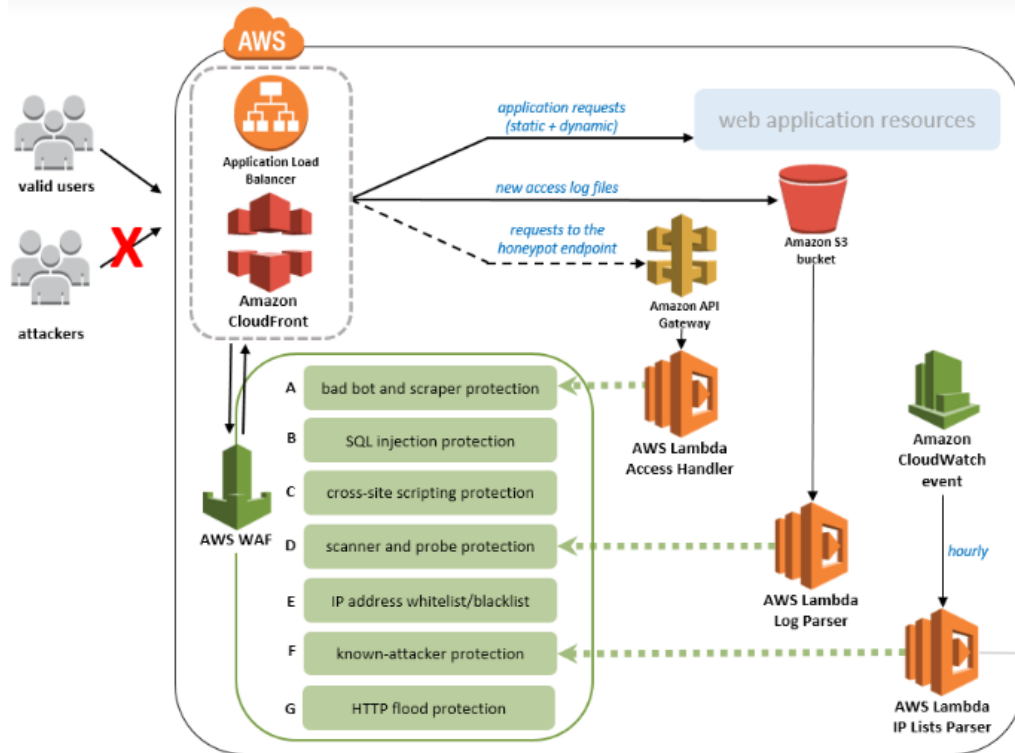 AWS
valid users
attackers
Application Load
Balancer
Amazon
CloudFront
application requests
(static + dynamic)
web application resources
new access log files
Amazon S3
bucket
requests to the
honeypot endpoint
Amazon API
Gateway
AWS Lambda
Access Handler
Amazon
CloudWatch
event
hourly
AWS WAF
A bad bot and scraper protection
B SQL injection protection
C cross-site scripting protection
D scanner and probe protection
E IP address whitelist/blacklist
F known-attacker protection
G HTTP flood protection
AWS Lambda
Log Parser
AWS Lambda
IP Lists Parser